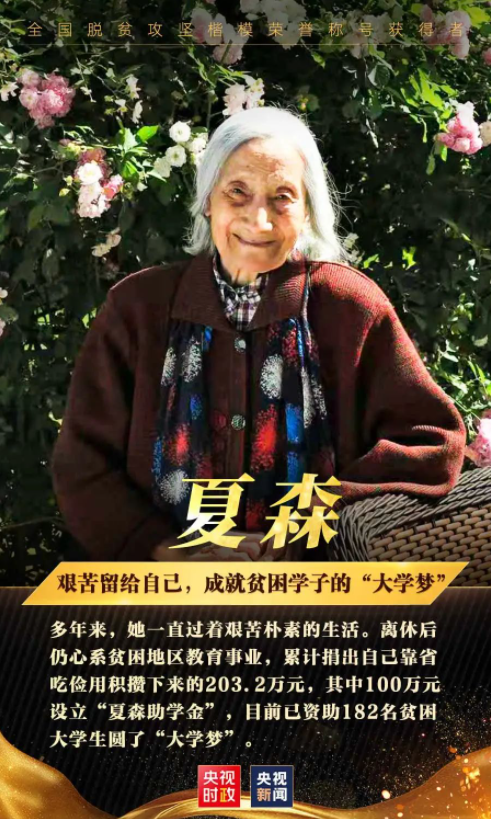 全国脱贫攻坚楷模荣誉称号获得者
夏森
艰苦留给自己，成就贫困学子的“大学梦”
多年来，她一直过着艰苦朴素的生活。离休后
仍心系贫困地区教育事业，累计捐出自己靠省
吃俭用积攒下来的203.2万元，其中100万元
设立“夏森助学金”，目前已资助182名贫困
大学生圆了“大学梦”。
央视 央视
时政 新闻